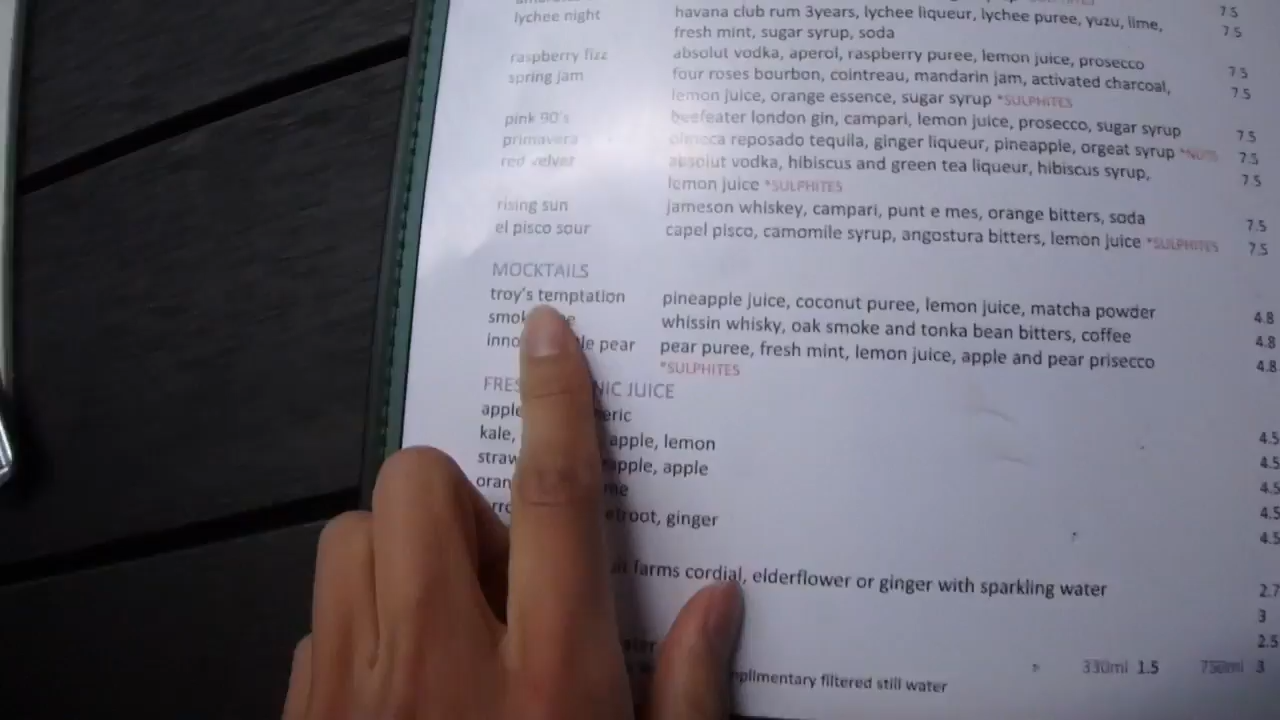 *SULPHITES 7.5
lychee night havana club rum 3years, lychee liqueur, lychee puree, yuzu, lime, 7.5
fresh mint, sugar syrup, soda
raspberry fizz absolut vodka, aperol, raspberry puree, lemon juice, prosecco 7.5
spring jam four roses bourbon, cointreau, mandarin jam, activated charcoal, 7.5
lemon juice, orange essence, sugar syrup *SULPHITES
pink 90's beefeater london gin, campari, lemon juice, prosecco, sugar syrup 7.5
primavera olmeca reposado tequila, ginger liqueur, pineapple, orgeat syrup *NUTS 7.5
red velvet absolut vodka, hibiscus and green tea liqueur, hibiscus syrup, 7.5
lemon juice *SULPHITES
rising sun jameson whiskey, campari, punt e mes, orange bitters, soda 7.5
el pisco sour capel pisco, camomile syrup, angostura bitters, lemon juice *SULPHITES 7.5
MOCKTAILS
troy's temptation pineapple juice, coconut puree, lemon juice, matcha powder 4.8
whissin whisky, oak smoke and tonka bean bitters, coffee 4.8
pear pear puree, fresh mint, lemon juice, apple and pear prisecco 4.8
*SULPHITES
JUICE
4.5
kale, apple, lemon 4.5
apple 4.5
4.5
ginger 4.5
farms cordial, elderflower or ginger with sparkling water 2.7
3
2.5
330ml 1.5 750ml 3
filtered still water